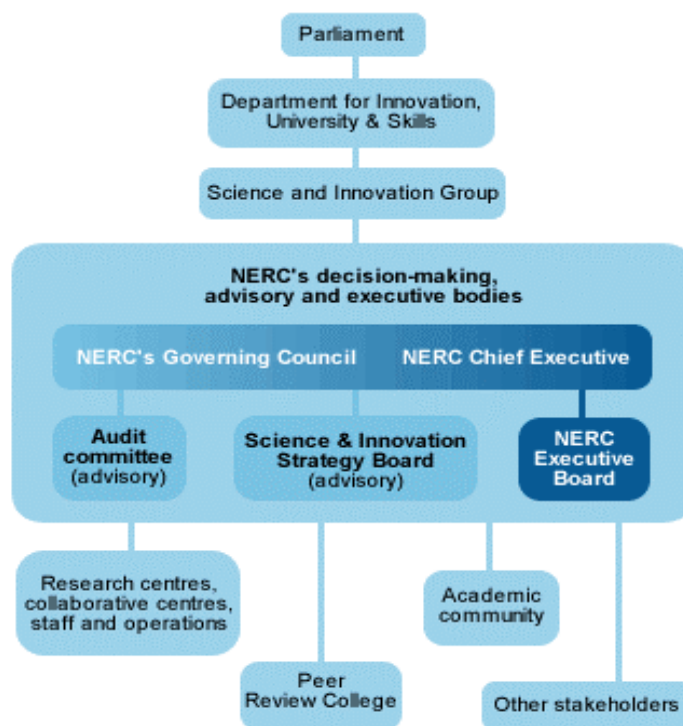 Parliament
Department for Innovation,
University & Skills
Science and Innovation Group
NERC's decision-making,
advisory and executive bodies
NERC's Governing Council
NERC Chief Executive
Audit
committee
(advisory)
Science & Innovation
Strategy Board
(advisory)
NERC
Executive
Board
Research centres,
collaborative centres,
staff and operations
Academic
community
Peer
Review College
Other stakeholders